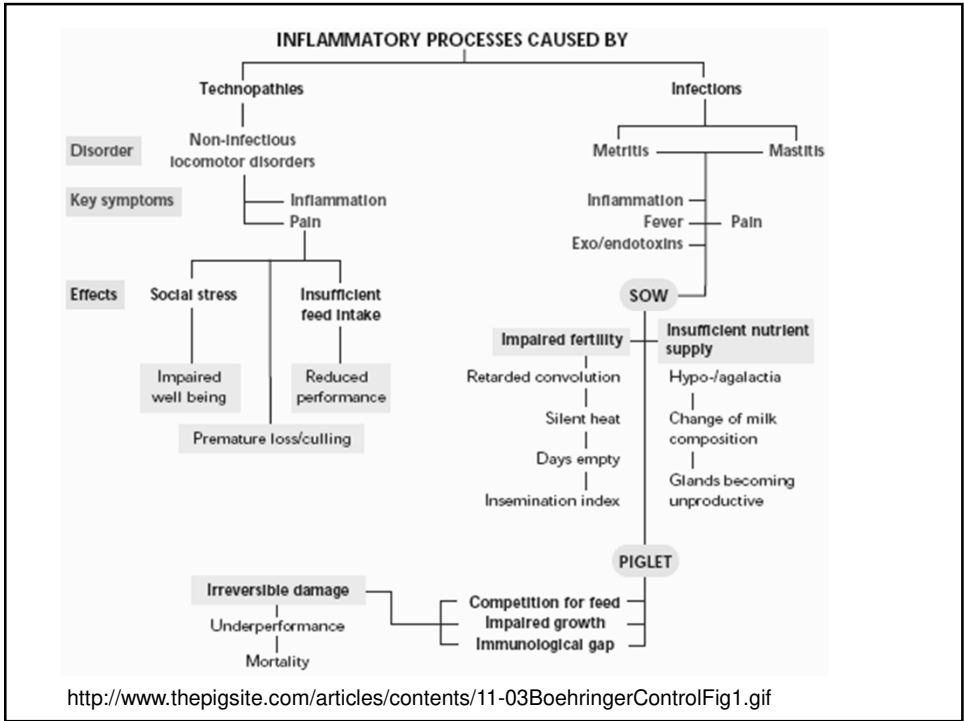 INFLAMMATORY PROCESSES CAUSED BY
Technopathies
Infections
Disorder
Non-infectious
locomotor disorders
Metritis
Mastitis
Key symptoms
Inflammation
Pain
Inflammation
Fever
Pain
Exo/endotoxins
Effects
Social stress
Insufficient
feed intake
SOW
Impaired
well being
Reduced
performance
Premature loss/culling
Impaired fertility
Insufficient nutrient
supply
Retarded convolution
Silent heat
Days empty
Insemination index
Hypo-/agalactia
Change of milk
composition
Glands becoming
unproductive
PIGLET
Irreversible damage
Underperformance
Mortality
Competition for feed
Impaired growth
Immunological gap
http://www.thepigsite.com/articles/contents/11-03BoehringerControlFig1.gif